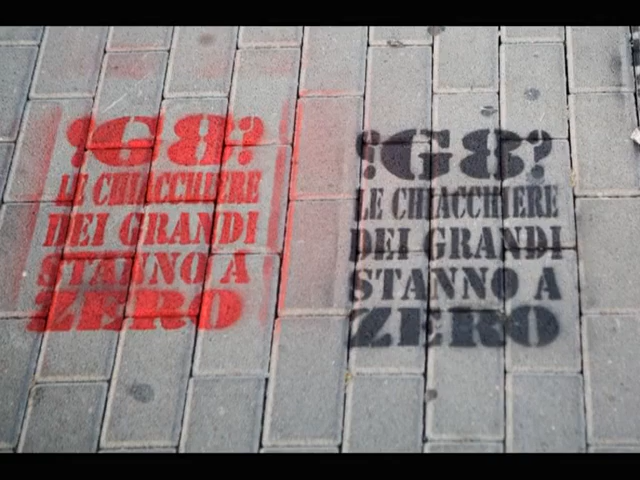 !G8?
LE CHIACCHIERE
DEI GRANDI
STANNO A
ZERO
!G8?
LE CHIACCHIERE
DEI GRANDI
STANNO A
ZERO